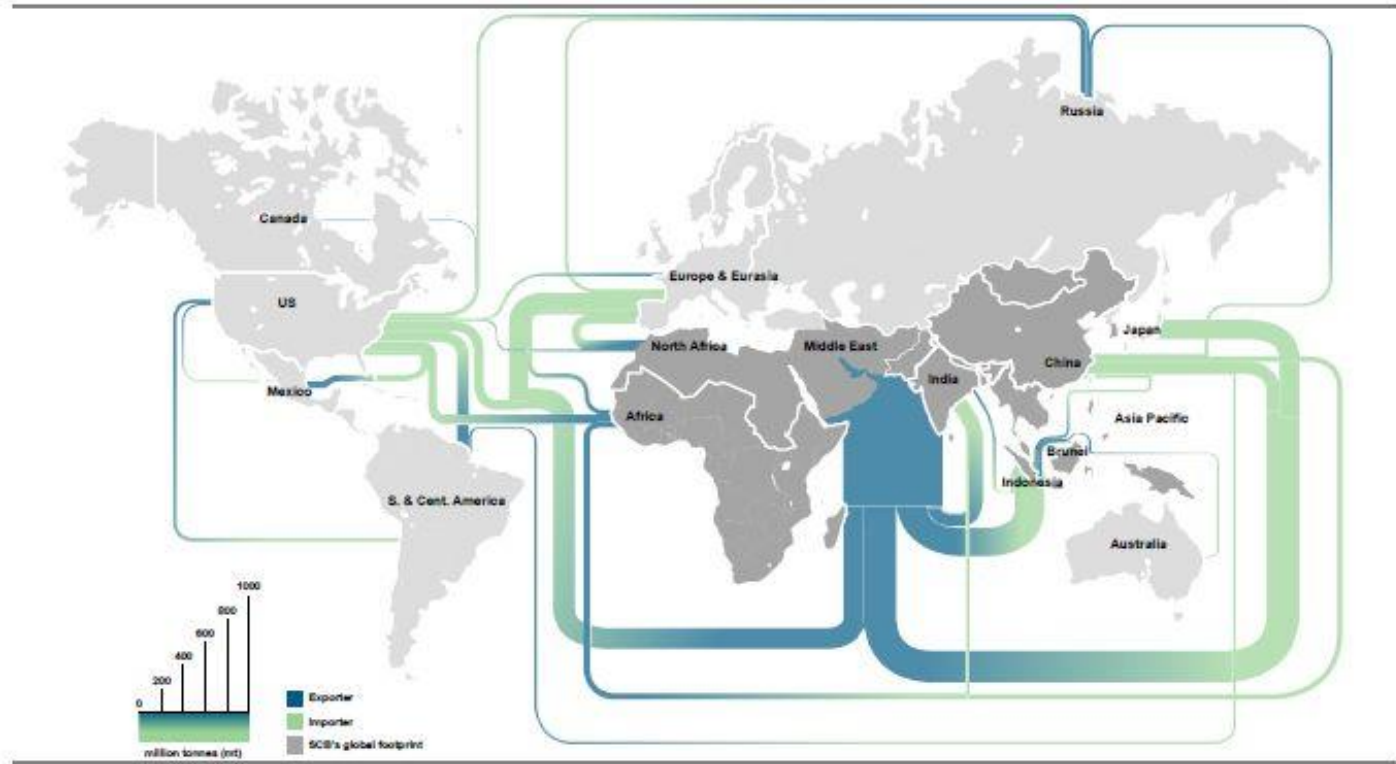 Russia
Canada
Europe & Eurasia
US
Japan
North Africa
Middle East
China
India
Mexico
Africa
Asia Pacific
Brunei
Indonesia
S. & Cent. America
Australia
1000
800
600
400
200
0
million tonnes (mt)
Exporter
Importer
SCB's global footprint